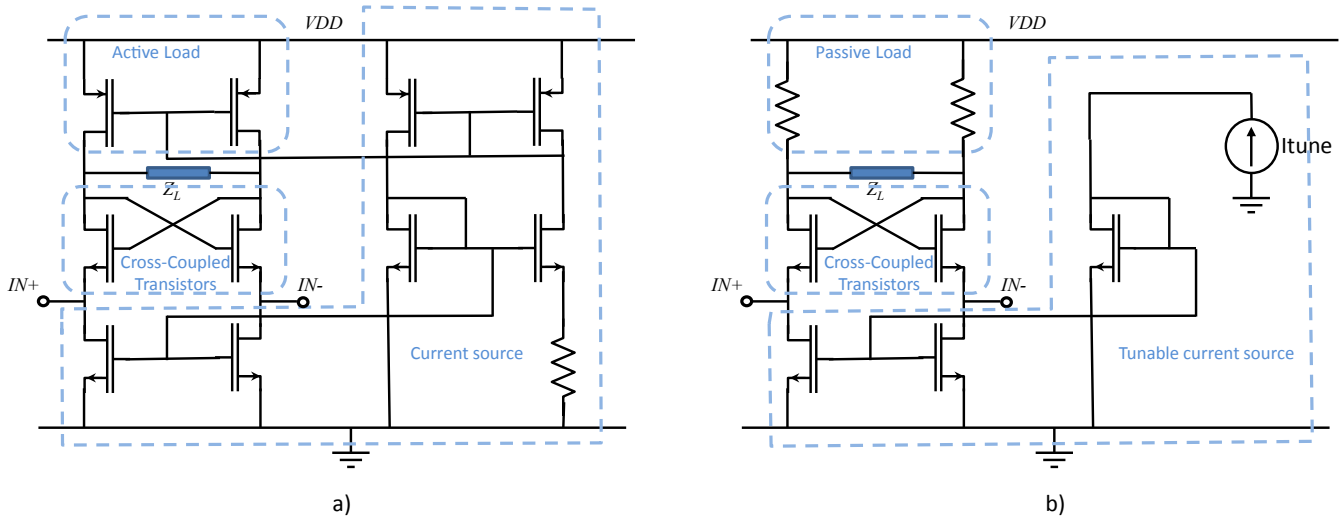 VDD
Active Load
Z_L
Cross-Coupled
Transistors
IN+
IN-
Current source
a)
VDD
Passive Load
Itune
Z_L
Cross-Coupled
Transistors
IN+
IN-
Tunable current source
b)